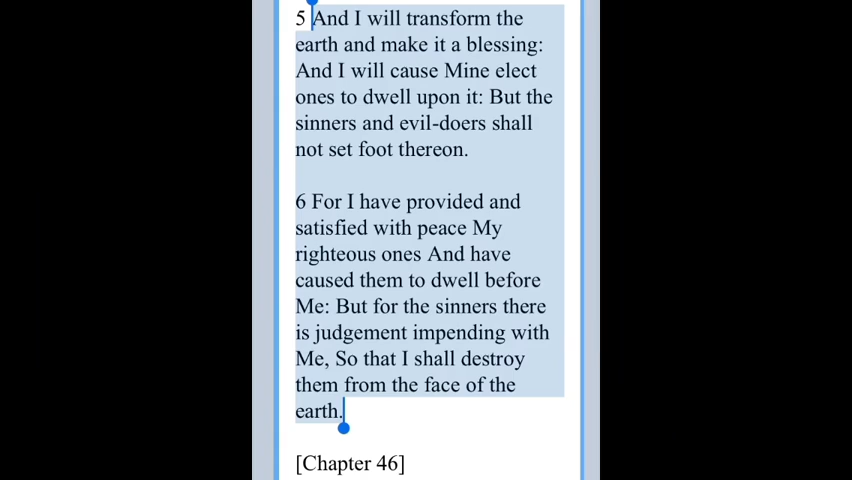 5 And I will transform the
earth and make it a blessing:
And I will cause Mine elect
ones to dwell upon it: But the
sinners and evil-doers shall
not set foot thereon.
6 For I have provided and
satisfied with peace My
righteous ones And have
caused them to dwell before
Me: But for the sinners there
is judgement impending with
Me, So that I shall destroy
them from the face of the
earth.
[Chapter 46]